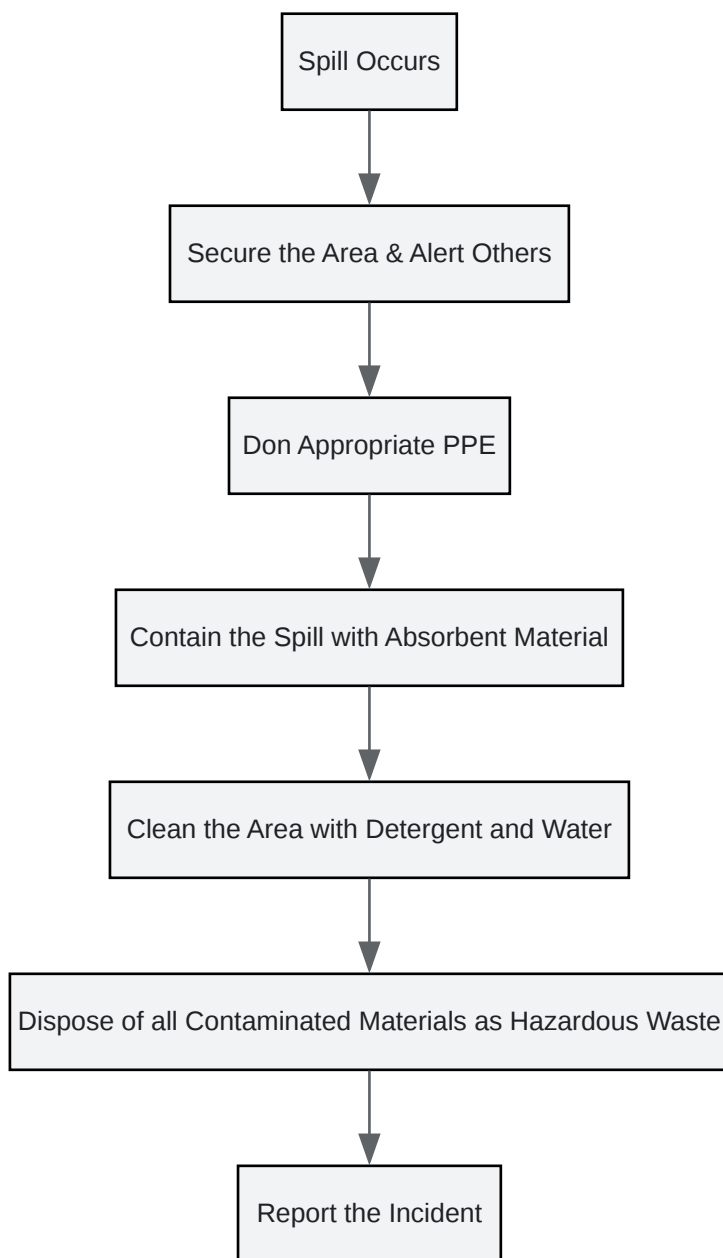 Spill Occurs
Secure the Area & Alert Others
Don Appropriate PPE
Contain the Spill with Absorbent Material
Clean the Area with Detergent and Water
Dispose of all Contaminated Materials as Hazardous Waste
Report the Incident